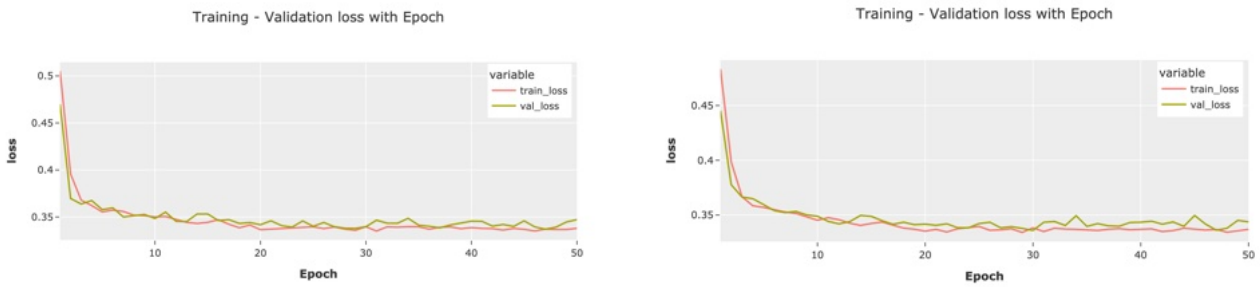 Training - Validation loss with Epoch
0.5
0.45
0.4
0.35
loss
variable
train_loss
val_loss
10
20
30
40
50
Epoch
Training - Validation loss with Epoch
0.45
0.4
0.35
loss
variable
train_loss
val_loss
10
20
30
40
50
Epoch